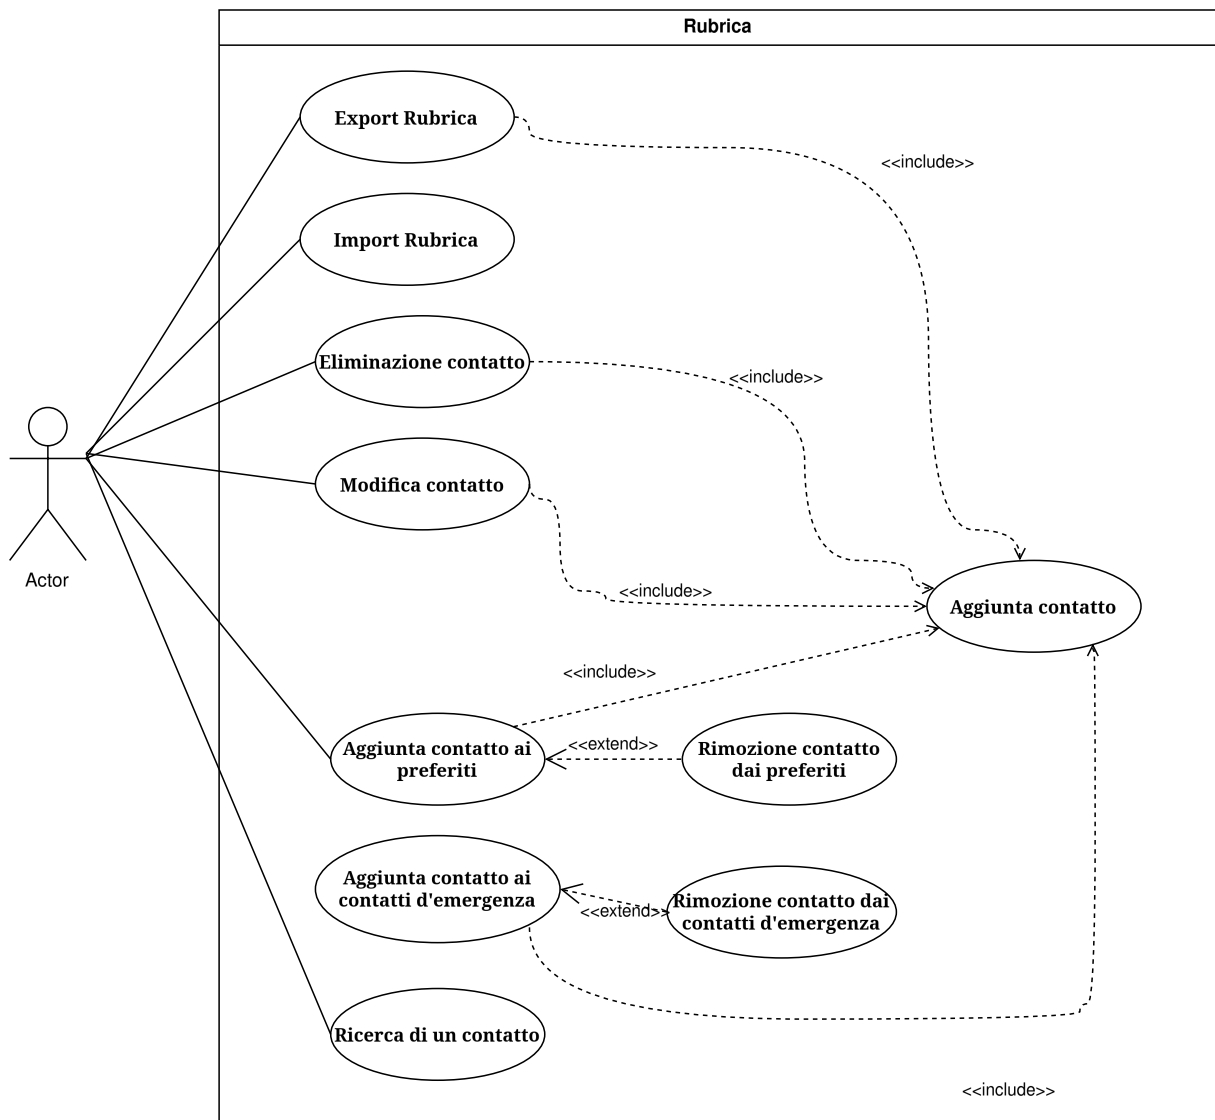 Rubrica
Export Rubrica
<<include>>
Import Rubrica
Eliminazione contatto
<<include>>
Modifica contatto
Actor
<<include>>
Aggiunta contatto
<<include>>
Aggiunta contatto ai
preferiti
<<extend>>
Rimozione contatto
dai preferiti
Aggiunta contatto ai
contatti d'emergenza
<<extend>>
Rimozione contatto dai
contatti d'emergenza
Ricerca di un contatto
<<include>>